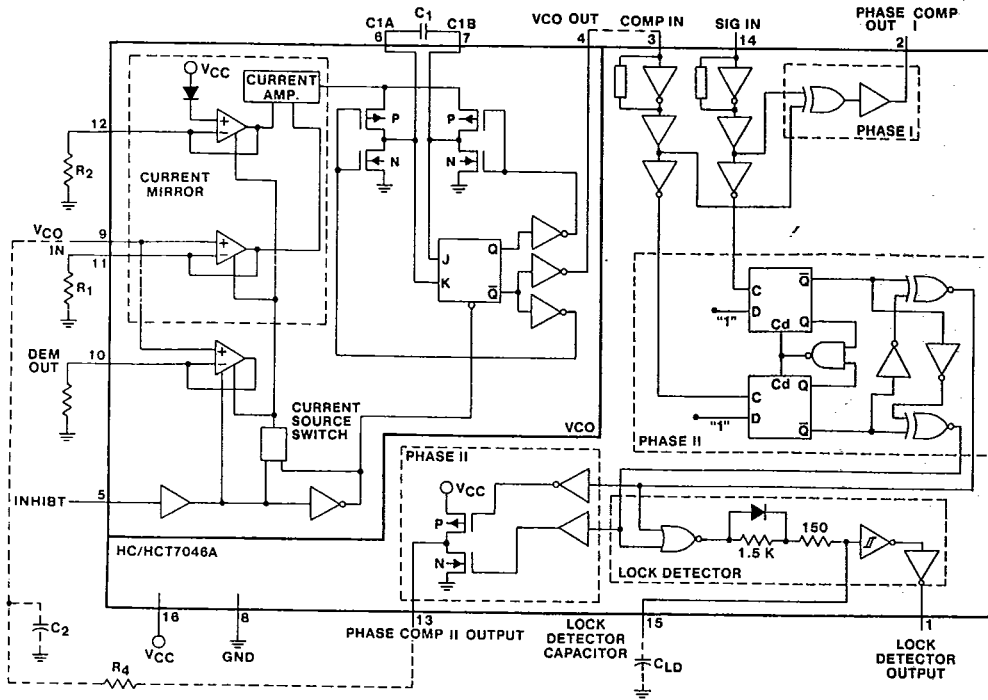 C1A C1 C1B
6 7
VCO OUT
4
COMP IN
3
SIG IN
14
PHASE COMP
OUT I
2
VCC
CURRENT
AMP.
12
R2
CURRENT
MIRROR
P
P
N
N
PHASE I
VCO
IN
9
11
R1
J
K
Q
Q̅
DEM
OUT
10
C
D
"1"
Q̅
Q
Cd
Cd
Q
C
D
"1"
Q̅
PHASE II
CURRENT
SOURCE
SWITCH
VCO
INHIBT
5
PHASE II
VCC
P
N
1.5 K
150
LOCK DETECTOR
HC/HCT7046A
C2
16
VCC
8
GND
13
PHASE COMP II OUTPUT
LOCK
DETECTOR
CAPACITOR
15
CLD
1
LOCK
DETECTOR
OUTPUT
R4